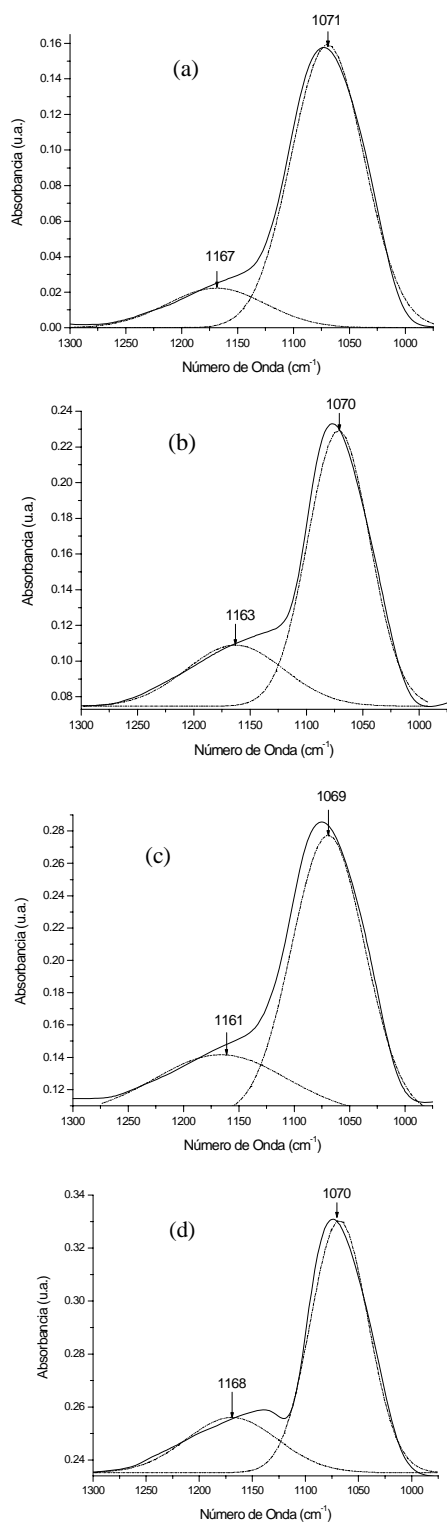 1071
(a)
0.16
0.14
0.12
0.10
0.08
0.06
0.04
0.02
0.00
Absorbancia (u.a.)
1167
1300 1250 1200 1150 1100 1050 1000
Número de Onda (cm⁻¹)
1070
(b)
0.24
0.22
0.20
0.18
0.16
0.14
0.12
0.10
0.08
Absorbancia (u.a.)
1163
1300 1250 1200 1150 1100 1050 1000
Número de Onda (cm⁻¹)
1069
(c)
0.28
0.26
0.24
0.22
0.20
0.18
0.16
0.14
0.12
Absorbancia (u.a.)
1161
1300 1250 1200 1150 1100 1050 1000
Número de Onda (cm⁻¹)
1070
(d)
0.34
0.32
0.30
0.28
0.26
0.24
Absorbancia (u.a.)
1168
1300 1250 1200 1150 1100 1050 1000
Número de Onda (cm⁻¹)